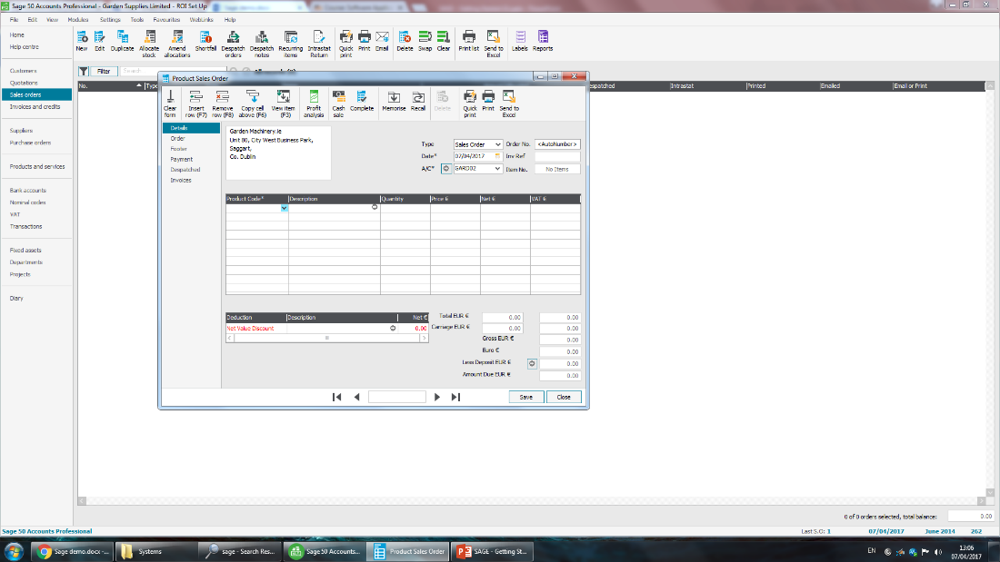 Sage 50 Accounts Professional - Garden Supplies Limited - ROI Set Up
File Edit View Modules Settings Tools Favourites WebLinks Help
Home
Help centre
Customers
Quotations
Sales orders
Invoices and credits
Suppliers
Purchase orders
Products and services
Bank accounts
Nominal codes
VAT
Transactions
Fixed assets
Departments
Projects
Diary
New Edit Duplicate Allocate stock Amend allocations Shortfall Despatch orders Despatch notes Recurring items Intrastat Return Quick print Print Email Delete Swap Clear Print list Send to Excel Labels Reports
Filter Search
No. Type
espatched Intrastat Printed Emailed Email or Print
Product Sales Order
Clear form Insert row (F7) Remove row (F8) Copy cell above (F6) View item (F3) Profit analysis Cash sale Complete Memorise Recall Delete Quick print Print Send to Excel
Details
Order
Footer
Payment
Despatched
Invoices
Garden Machinery.ie
Unit 80, City West Business Park,
Saggart,
Co. Dublin
Type Sales Order Order No. <AutoNumber>
Date* 07/04/2017 Inv Ref
A/C* GARD02 Item No. No Items
Product Code* Description Quantity Price € Net € VAT €
Deduction Description Net €
Net Value Discount 0.00
Total EUR € 0.00 0.00
Carriage EUR € 0.00 0.00
Gross EUR € 0.00
Euro € 0.00
Less Deposit EUR € 0.00
Amount Due EUR € 0.00
Save Close
0 of 0 orders selected, total balance: 0.00
Sage 50 Accounts Professional Last S.O: 1 07/04/2017 June 2014 262
Sage demo.docx -... Systems sage - Search Res... Sage 50 Accounts... Product Sales Order SAGE - Getting St... EN 13:06
07/04/2017